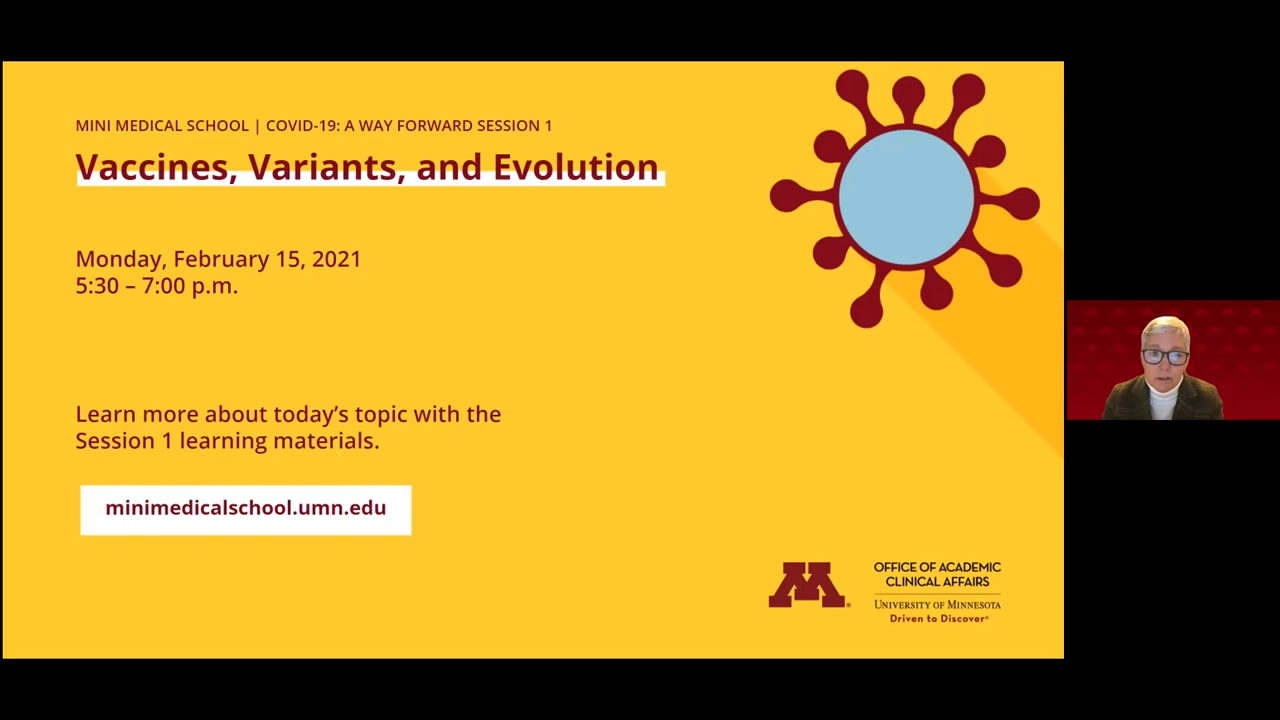 MINI MEDICAL SCHOOL | COVID-19: A WAY FORWARD SESSION 1
Vaccines, Variants, and Evolution
Monday, February 15, 2021
5:30 – 7:00 p.m.
Learn more about today’s topic with the
Session 1 learning materials.
minimedicalschool.umn.edu
M®
OFFICE OF ACADEMIC
CLINICAL AFFAIRS
UNIVERSITY OF MINNESOTA
Driven to Discover®